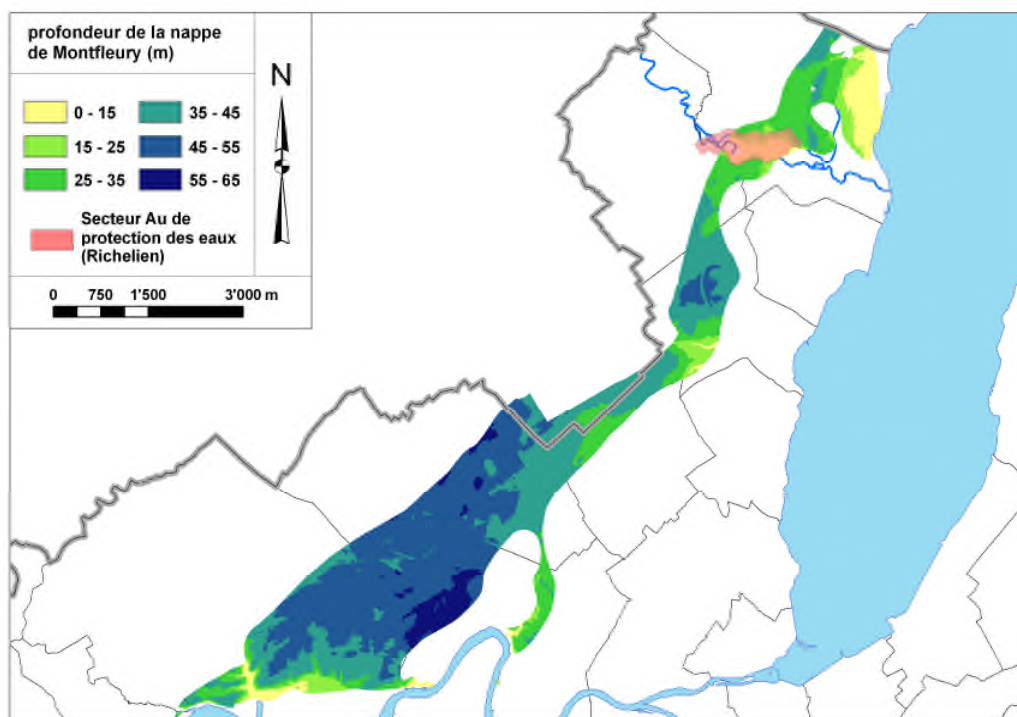 profondeur de la nappe
de Montfleury (m)
N
0 - 15
35 - 45
15 - 25
45 - 55
25 - 35
55 - 65
Secteur Au de
protection des eaux
(Richelien)
0 750 1'500 3'000 m